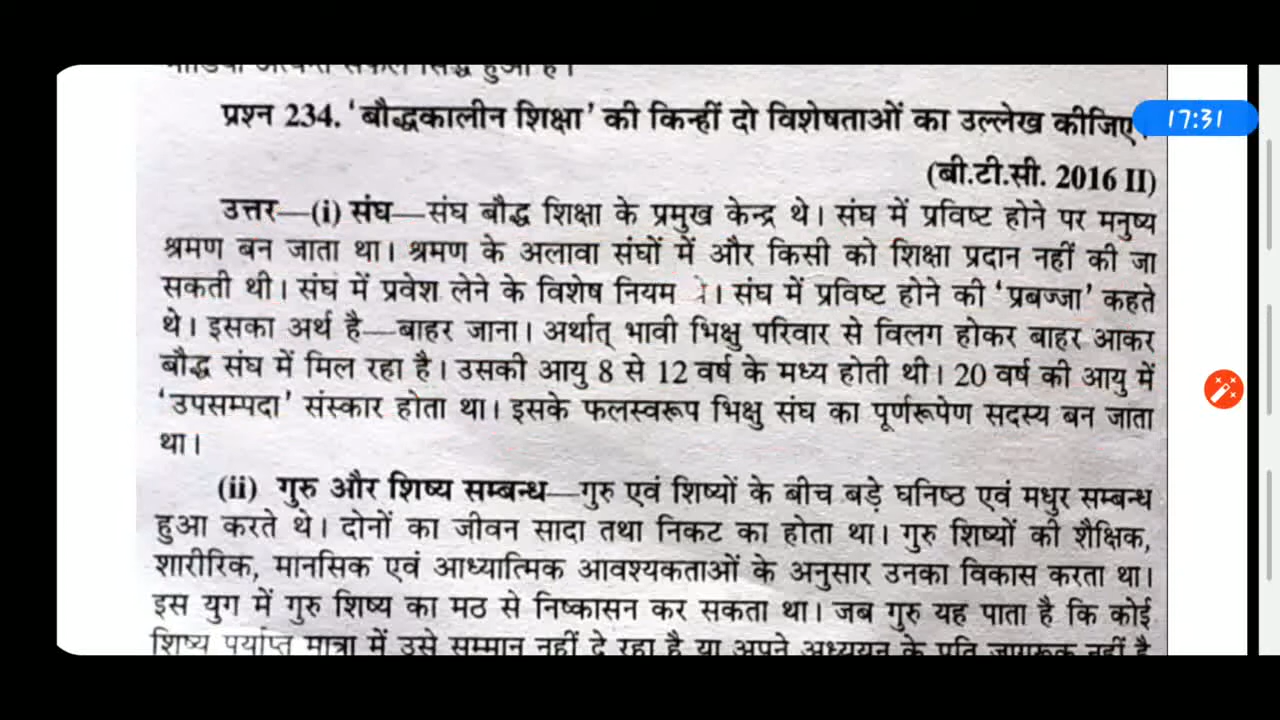 प्रश्न 234. 'बौद्धकालीन शिक्षा' की किन्हीं दो विशेषताओं का उल्लेख कीजिए।
17:31
(बी.टी.सी. 2016 II)
उत्तर—(i) संघ—संघ बौद्ध शिक्षा के प्रमुख केन्द्र थे। संघ में प्रविष्ट होने पर मनुष्य
श्रमण बन जाता था। श्रमण के अलावा संघों में और किसी को शिक्षा प्रदान नहीं की जा
सकती थी। संघ में प्रवेश लेने के विशेष नियम थे। संघ में प्रविष्ट होने की 'प्रबज्जा' कहते
थे। इसका अर्थ है—बाहर जाना। अर्थात् भावी भिक्षु परिवार से विलग होकर बाहर आकर
बौद्ध संघ में मिल रहा है। उसकी आयु 8 से 12 वर्ष के मध्य होती थी। 20 वर्ष की आयु में
'उपसम्पदा' संस्कार होता था। इसके फलस्वरूप भिक्षु संघ का पूर्णरूपेण सदस्य बन जाता
था।
(ii) गुरु और शिष्य सम्बन्ध—गुरु एवं शिष्यों के बीच बड़े घनिष्ठ एवं मधुर सम्बन्ध
हुआ करते थे। दोनों का जीवन सादा तथा निकट का होता था। गुरु शिष्यों की शैक्षिक,
शारीरिक, मानसिक एवं आध्यात्मिक आवश्यकताओं के अनुसार उनका विकास करता था।
इस युग में गुरु शिष्य का मठ से निष्कासन कर सकता था। जब गुरु यह पाता है कि कोई
शिष्य पर्याप्त मात्रा में उसे सम्मान नहीं दे रहा है या अपने अध्ययन के प्रति जागरूक नहीं है